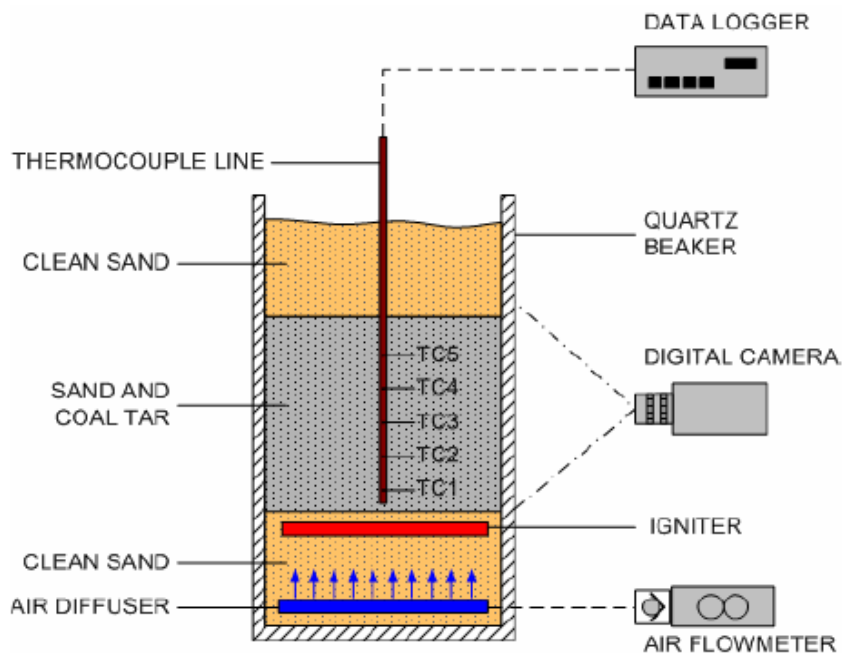 DATA LOGGER
THERMOCOUPLE LINE
QUARTZ
BEAKER
CLEAN SAND
TC5
DIGITAL CAMERA
TC4
SAND AND
COAL TAR
TC3
TC2
TC1
IGNITER
CLEAN SAND
AIR DIFFUSER
AIR FLOWMETER